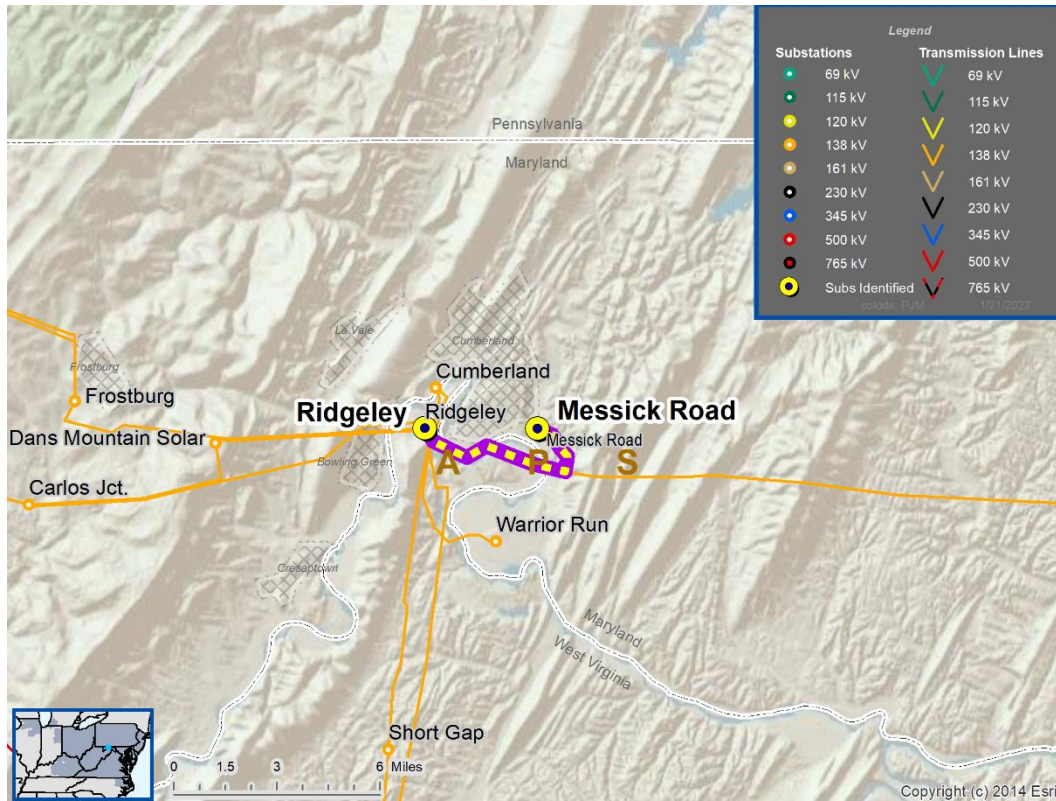 Legend
Substations
69 kV
115 kV
120 kV
138 kV
161 kV
230 kV
345 kV
500 kV
765 kV
Subs Identified
Transmission Lines
69 kV
115 kV
120 kV
138 kV
161 kV
230 kV
345 kV
500 kV
765 kV
colode, PJM 1/21/2022
Pennsylvania
Maryland
La Vale
Cumberland
Frostburg
Cumberland
Frostburg
Ridgeley
Ridgeley
Messick Road
Messick Road
Dans Mountain Solar
Bowling Green
A P S
Carlos Jct.
Warrior Run
Cresaptown
Maryland
West Virginia
Short Gap
0 1.5 3 6 Miles
Copyright:(c) 2014 Esri